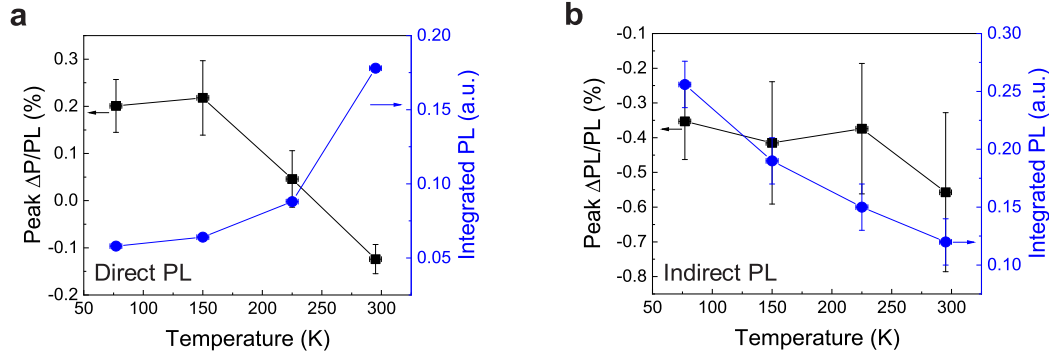 a
Peak ΔP/PL (%)
0.3
0.2
0.1
0.0
-0.1
-0.2
Direct PL
50 100 150 200 250 300
Temperature (K)
0.20
0.15
0.10
0.05
Integrated PL (a.u.)
b
Peak ΔPL/PL (%)
-0.1
-0.2
-0.3
-0.4
-0.5
-0.6
-0.7
-0.8
Indirect PL
50 100 150 200 250 300
Temperature (K)
0.30
0.25
0.20
0.15
0.10
Integrated PL (a.u.)